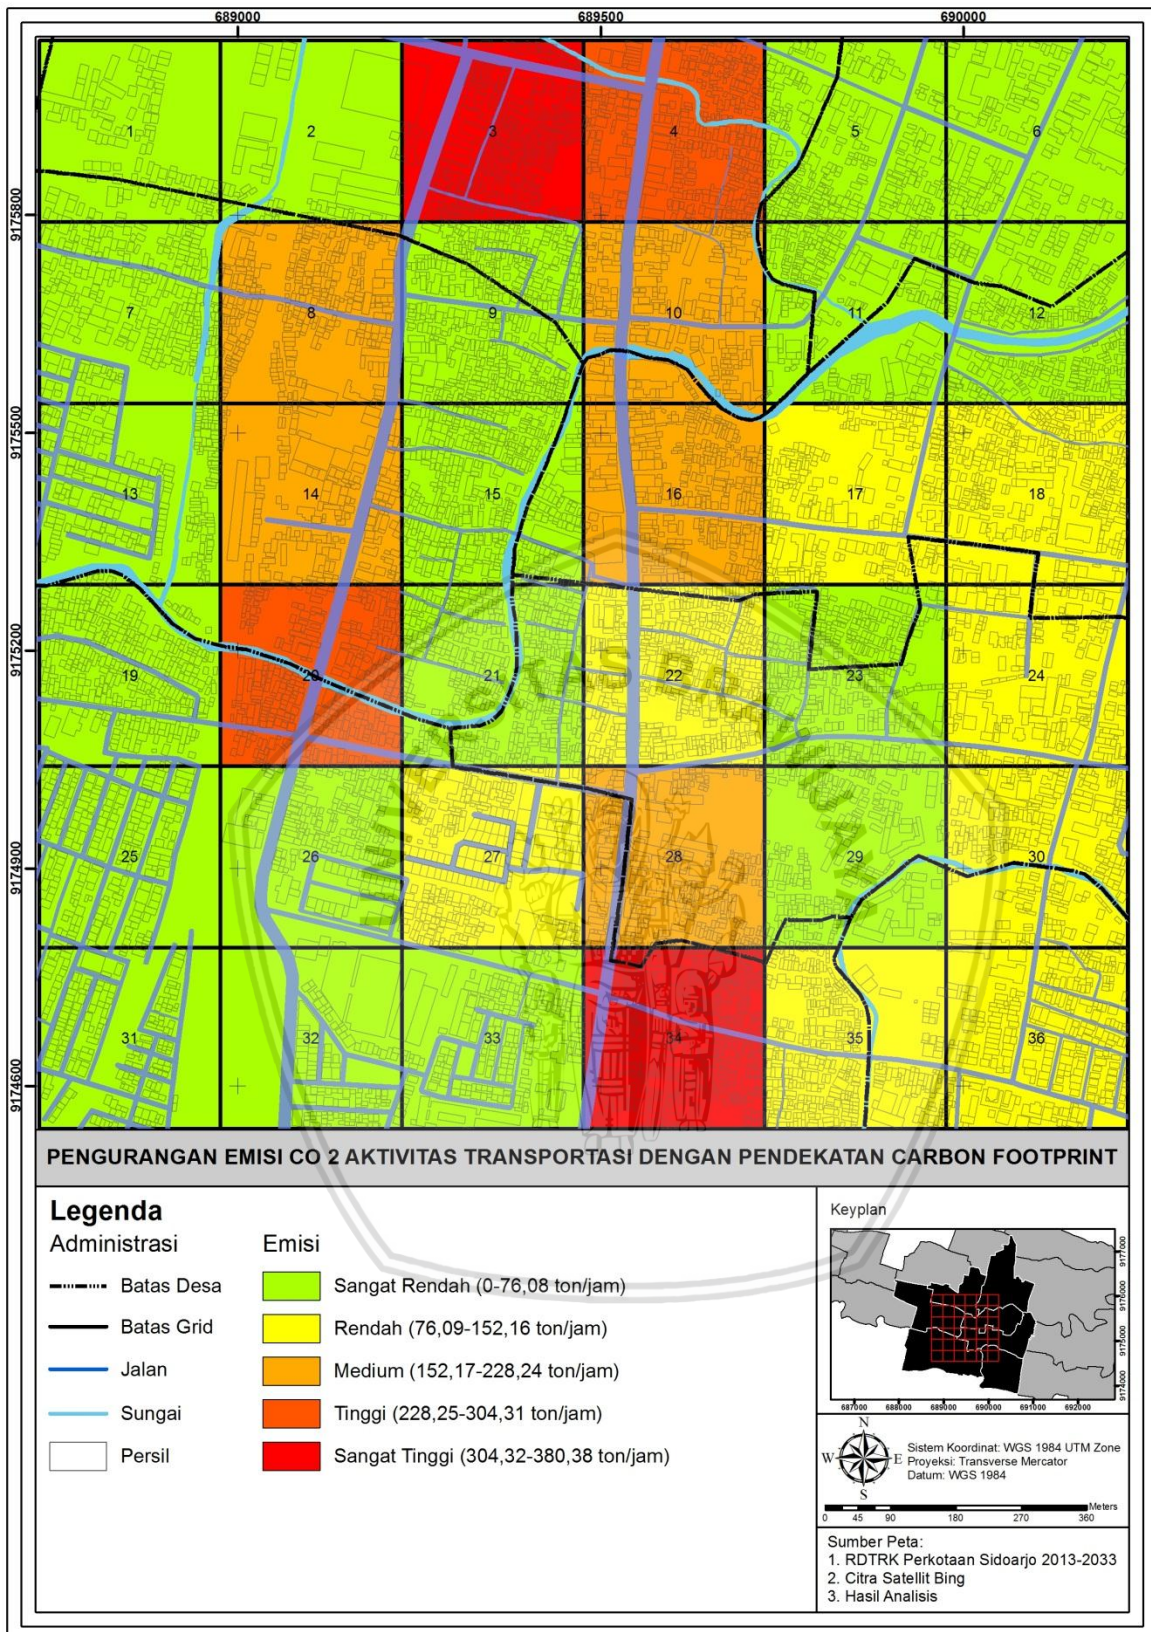 689000 689500 690000
9175800
9175500
9175200
9174900
9174600
1 2 3 4 5 6
7 8 9 10 11 12
13 14 15 16 17 18
19 20 21 22 23 24
25 26 27 28 29 30
31 32 33 34 35 36
UNIVERSITAS BRAWIJAYA
PENGURANGAN EMISI CO 2 AKTIVITAS TRANSPORTASI DENGAN PENDEKATAN CARBON FOOTPRINT
Legenda
Administrasi
Batas Desa
Batas Grid
Jalan
Sungai
Persil
Emisi
Sangat Rendah (0-76,08 ton/jam)
Rendah (76,09-152,16 ton/jam)
Medium (152,17-228,24 ton/jam)
Tinggi (228,25-304,31 ton/jam)
Sangat Tinggi (304,32-380,38 ton/jam)
Keyplan
9177000
9176000
9175000
9174000
687000 688000 689000 690000 691000 692000
N
W E
S
Sistem Koordinat: WGS 1984 UTM Zone
Proyeksi: Transverse Mercator
Datum: WGS 1984
Meters
0 45 90 180 270 360
Sumber Peta:
1. RDTRK Perkotaan Sidoarjo 2013-2033
2. Citra Satellit Bing
3. Hasil Analisis